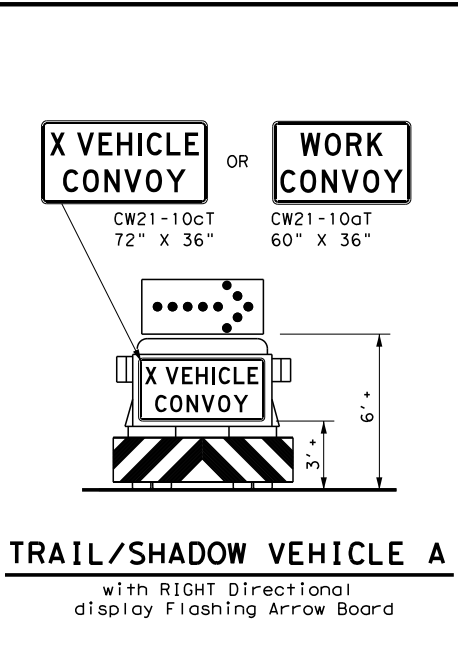 X VEHICLE
CONVOY
OR
WORK
CONVOY
CW21-10cT
72" X 36"
CW21-10aT
60" X 36"
X VEHICLE
CONVOY
6' +
3' +
TRAIL/SHADOW VEHICLE A
with RIGHT Directional
display Flashing Arrow Board